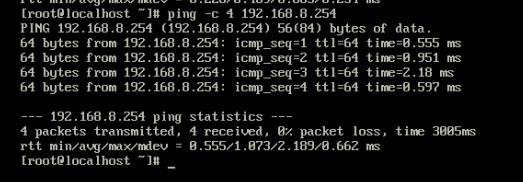 [root@localhost ~]# ping -c 4 192.168.8.254
PING 192.168.8.254 (192.168.8.254) 56(84) bytes of data.
64 bytes from 192.168.8.254: icmp_seq=1 ttl=64 time=0.555 ms
64 bytes from 192.168.8.254: icmp_seq=2 ttl=64 time=0.951 ms
64 bytes from 192.168.8.254: icmp_seq=3 ttl=64 time=2.18 ms
64 bytes from 192.168.8.254: icmp_seq=4 ttl=64 time=0.597 ms
--- 192.168.8.254 ping statistics ---
4 packets transmitted, 4 received, 0% packet loss, time 3005ms
rtt min/avg/max/mdev = 0.555/1.073/2.189/0.662 ms
[root@localhost ~]# _